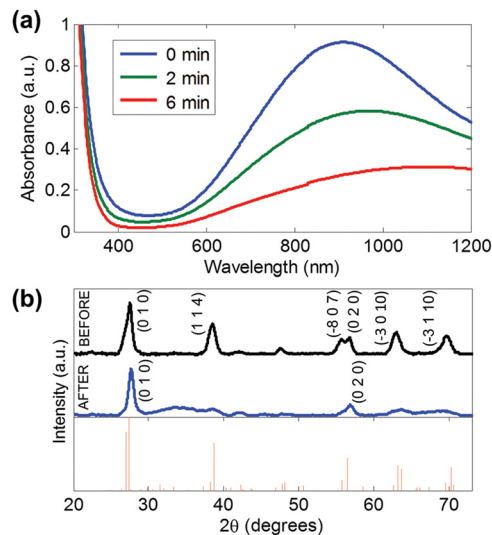 (a)
Absorbance (a.u.)
1
0.8
0.6
0.4
0.2
0
0 min
2 min
6 min
400 600 800 1000 1200
Wavelength (nm)
(b)
Intensity (a.u.)
BEFORE
AFTER
(0 1 0)
(1 1 4)
(-8 0 7)
(0 2 0)
(-3 0 10)
(-3 1 10)
(0 1 0)
(0 2 0)
20 30 40 50 60 70
2θ (degrees)